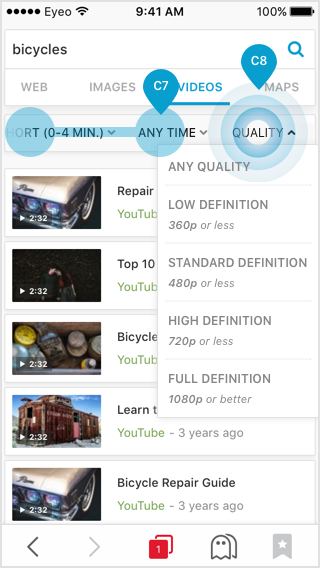 Eyeo 9:41 AM 100%
bicycles
WEB IMAGES VIDEOS MAPS
C7 C8
HORT (0-4 MIN.) ANY TIME QUALITY
ANY QUALITY
LOW DEFINITION
360p or less
STANDARD DEFINITION
480p or less
HIGH DEFINITION
720p or less
FULL DEFINITION
1080p or better
2:32
Repair
YouTube
2:32
Top 10
YouTube
2:32
Bicycle
YouTube
2:32
Learn t
YouTube - 3 years ago
2:32
Bicycle Repair Guide
YouTube - 3 years ago
1